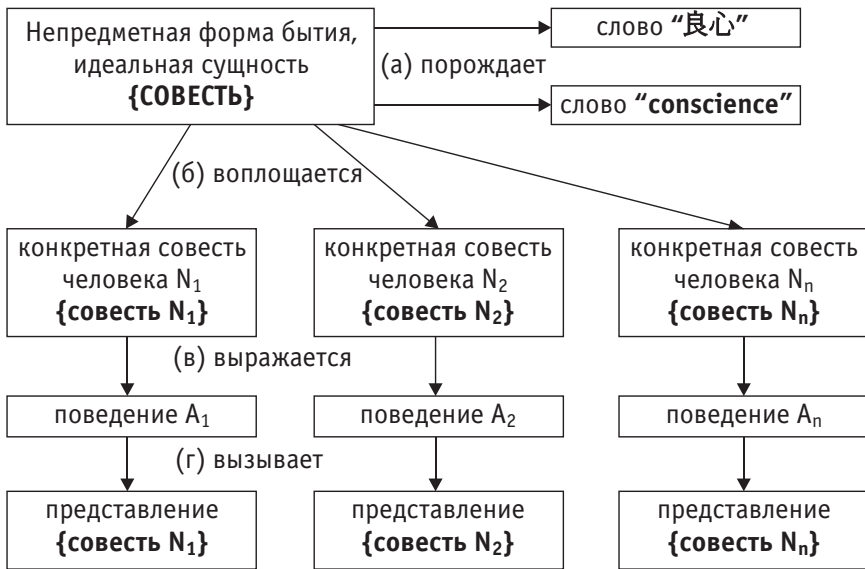 Непредметная форма бытия,
идеальная сущность
{СОВЕСТЬ}
(а) порождает
слово “良心”
слово “conscience”
(б) воплощается
конкретная совесть
человека N₁
{совесть N₁}
конкретная совесть
человека N₂
{совесть N₂}
конкретная совесть
человека Nₙ
{совесть Nₙ}
(в) выражается
поведение A₁
поведение A₂
поведение Aₙ
(г) вызывает
представление
{совесть N₁}
представление
{совесть N₂}
представление
{совесть Nₙ}